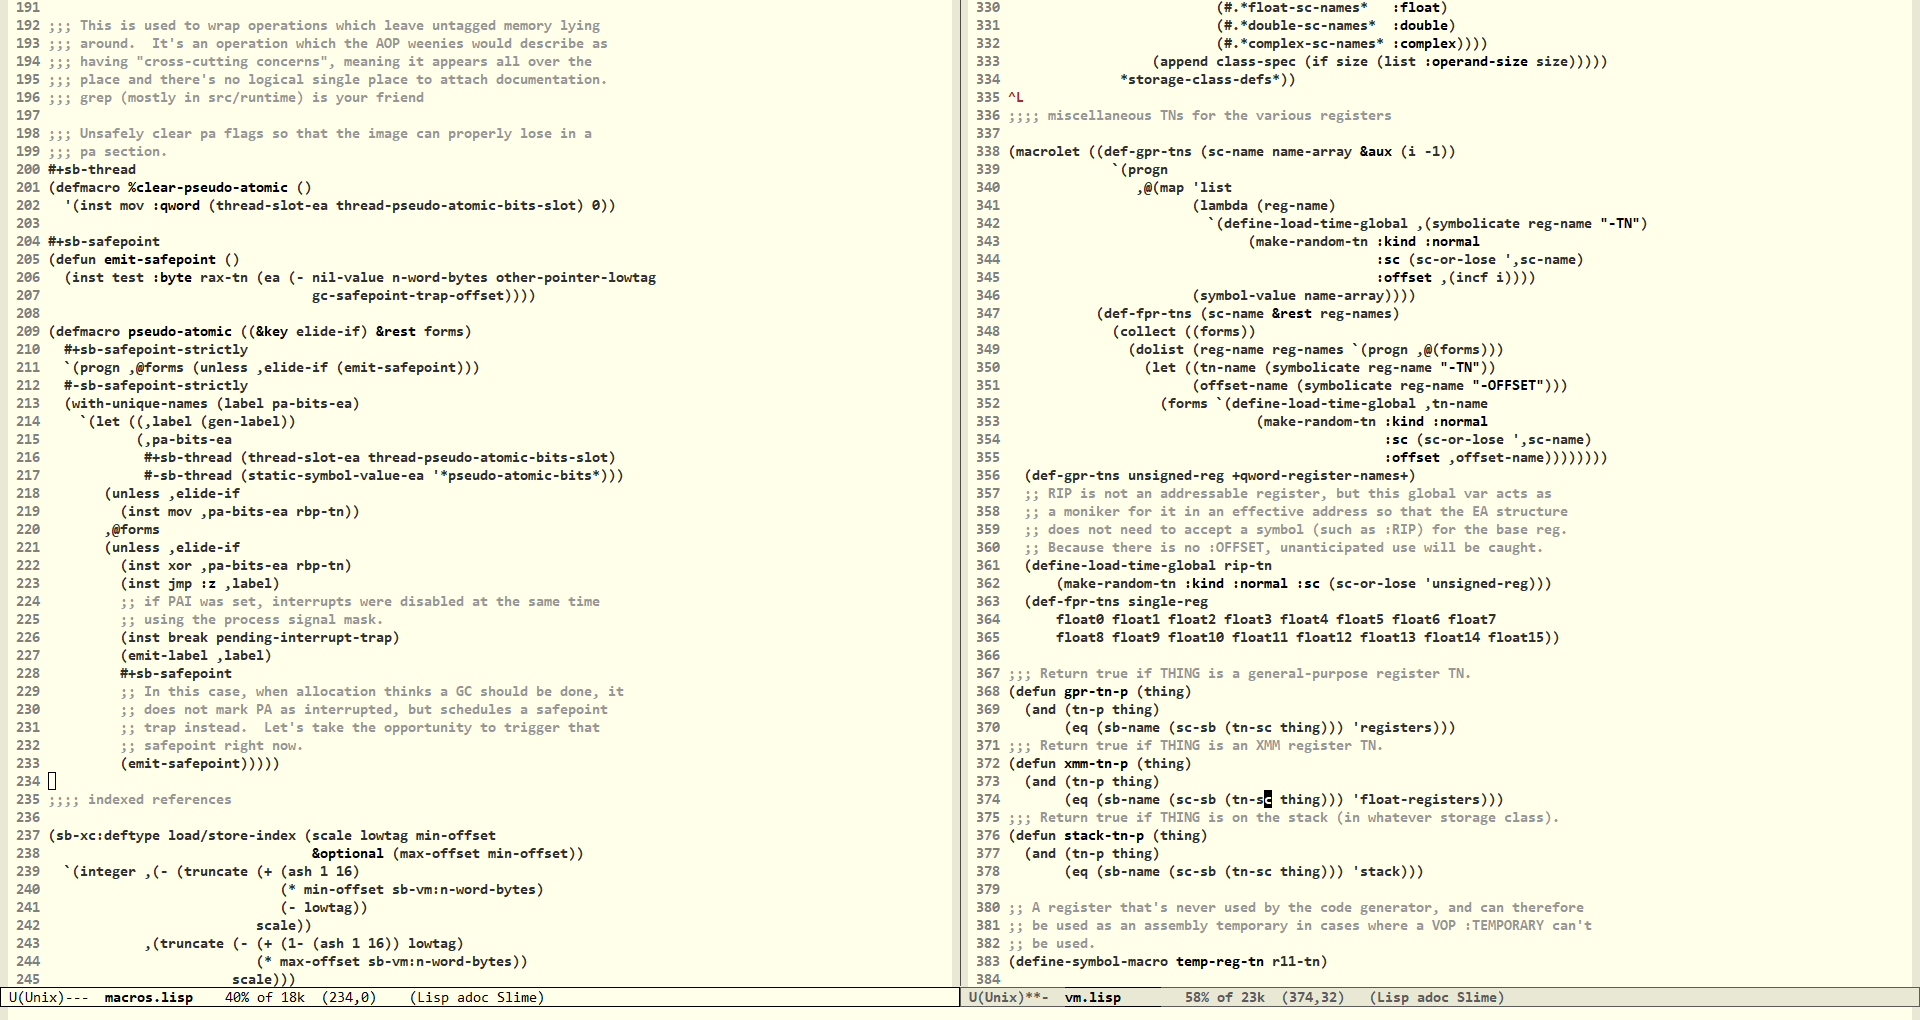 191
192 ;;; This is used to wrap operations which leave untagged memory lying
193 ;;; around.  It's an operation which the AOP weenies would describe as
194 ;;; having "cross-cutting concerns", meaning it appears all over the
195 ;;; place and there's no logical single place to attach documentation.
196 ;;; grep (mostly in src/runtime) is your friend
197
198 ;;; Unsafely clear pa flags so that the image can properly lose in a
199 ;;; pa section.
200 #+sb-thread
201 (defmacro %clear-pseudo-atomic ()
202   '(inst mov :qword (thread-slot-ea thread-pseudo-atomic-bits-slot) 0))
203
204 #+sb-safepoint
205 (defun emit-safepoint ()
206   (inst test :byte rax-tn (ea (- nil-value n-word-bytes other-pointer-lowtag
207                                  gc-safepoint-trap-offset))))
208
209 (defmacro pseudo-atomic ((&key elide-if) &rest forms)
210   #+sb-safepoint-strictly
211   `(progn ,@forms (unless ,elide-if (emit-safepoint)))
212   #-sb-safepoint-strictly
213   (with-unique-names (label pa-bits-ea)
214     `(let ((,label (gen-label))
215            (,pa-bits-ea
216             #+sb-thread (thread-slot-ea thread-pseudo-atomic-bits-slot)
217             #-sb-thread (static-symbol-value-ea '*pseudo-atomic-bits*)))
218        (unless ,elide-if
219          (inst mov ,pa-bits-ea rbp-tn))
220        ,@forms
221        (unless ,elide-if
222          (inst xor ,pa-bits-ea rbp-tn)
223          (inst jmp :z ,label)
224          ;; if PAI was set, interrupts were disabled at the same time
225          ;; using the process signal mask.
226          (inst break pending-interrupt-trap)
227          (emit-label ,label)
228          #+sb-safepoint
229          ;; In this case, when allocation thinks a GC should be done, it
230          ;; does not mark PA as interrupted, but schedules a safepoint
231          ;; trap instead.  Let's take the opportunity to trigger that
232          ;; safepoint right now.
233          (emit-safepoint)))))
234
235 ;;;; indexed references
236
237 (sb-xc:deftype load/store-index (scale lowtag min-offset
238                                  &optional (max-offset min-offset))
239   `(integer ,(- (truncate (+ (ash 1 16)
240                              (* min-offset sb-vm:n-word-bytes)
241                              (- lowtag))
242                           scale))
243             ,(truncate (- (+ (1- (ash 1 16)) lowtag)
244                           (* max-offset sb-vm:n-word-bytes))
245                        scale)))
U(Unix)---  macros.lisp    40% of 18k  (234,0)    (Lisp adoc Slime)
330                           (#.*float-sc-names*   :float)
331                           (#.*double-sc-names*  :double)
332                           (#.*complex-sc-names* :complex))))
333                   (append class-spec (if size (list :operand-size size)))))
334               *storage-class-defs*))
335 ^L
336 ;;;; miscellaneous TNs for the various registers
337
338 (macrolet ((def-gpr-tns (sc-name name-array &aux (i -1))
339              `(progn
340                 ,@(map 'list
341                        (lambda (reg-name)
342                          `(define-load-time-global ,(symbolicate reg-name "-TN")
343                               (make-random-tn :kind :normal
344                                               :sc (sc-or-lose ',sc-name)
345                                               :offset ,(incf i))))
346                        (symbol-value name-array))))
347            (def-fpr-tns (sc-name &rest reg-names)
348              (collect ((forms))
349                (dolist (reg-name reg-names `(progn ,@(forms)))
350                  (let ((tn-name (symbolicate reg-name "-TN"))
351                        (offset-name (symbolicate reg-name "-OFFSET")))
352                    (forms `(define-load-time-global ,tn-name
353                                (make-random-tn :kind :normal
354                                                :sc (sc-or-lose ',sc-name)
355                                                :offset ,offset-name))))))))
356   (def-gpr-tns unsigned-reg +qword-register-names+)
357   ;; RIP is not an addressable register, but this global var acts as
358   ;; a moniker for it in an effective address so that the EA structure
359   ;; does not need to accept a symbol (such as :RIP) for the base reg.
360   ;; Because there is no :OFFSET, unanticipated use will be caught.
361   (define-load-time-global rip-tn
362       (make-random-tn :kind :normal :sc (sc-or-lose 'unsigned-reg)))
363   (def-fpr-tns single-reg
364       float0 float1 float2 float3 float4 float5 float6 float7
365       float8 float9 float10 float11 float12 float13 float14 float15))
366
367 ;;; Return true if THING is a general-purpose register TN.
368 (defun gpr-tn-p (thing)
369   (and (tn-p thing)
370        (eq (sb-name (sc-sb (tn-sc thing))) 'registers)))
371 ;;; Return true if THING is an XMM register TN.
372 (defun xmm-tn-p (thing)
373   (and (tn-p thing)
374        (eq (sb-name (sc-sb (tn-sc thing))) 'float-registers)))
375 ;;; Return true if THING is on the stack (in whatever storage class).
376 (defun stack-tn-p (thing)
377   (and (tn-p thing)
378        (eq (sb-name (sc-sb (tn-sc thing))) 'stack)))
379
380 ;; A register that's never used by the code generator, and can therefore
381 ;; be used as an assembly temporary in cases where a VOP :TEMPORARY can't
382 ;; be used.
383 (define-symbol-macro temp-reg-tn r11-tn)
384
U(Unix)**-  vm.lisp        58% of 23k  (374,32)   (Lisp adoc Slime)